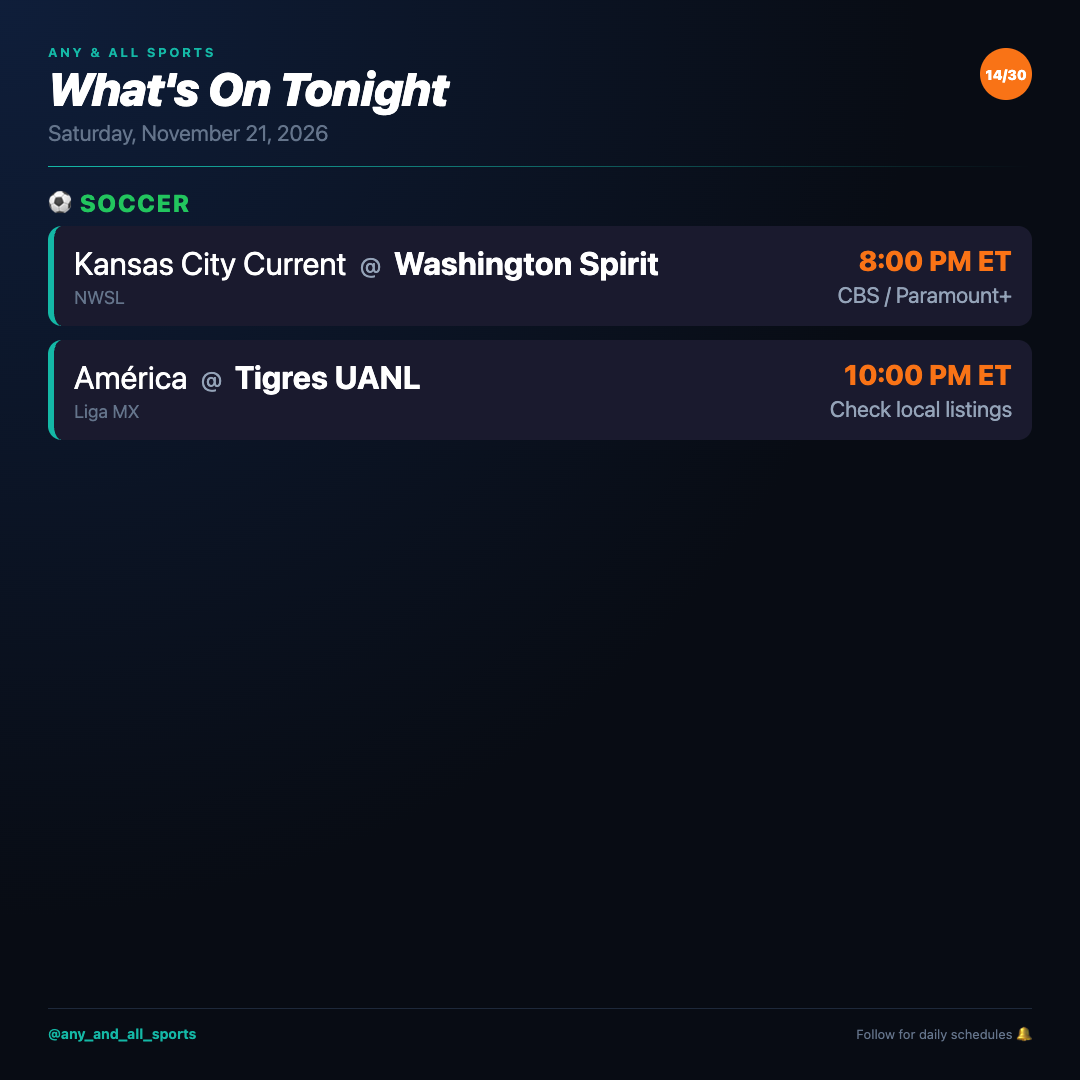 ANY & ALL SPORTS
What's On Tonight
14/30
Saturday, November 21, 2026
⚽ SOCCER
Kansas City Current @ Washington Spirit
8:00 PM ET
NWSL
CBS / Paramount+
América @ Tigres UANL
10:00 PM ET
Liga MX
Check local listings
@any_and_all_sports
Follow for daily schedules 🔔